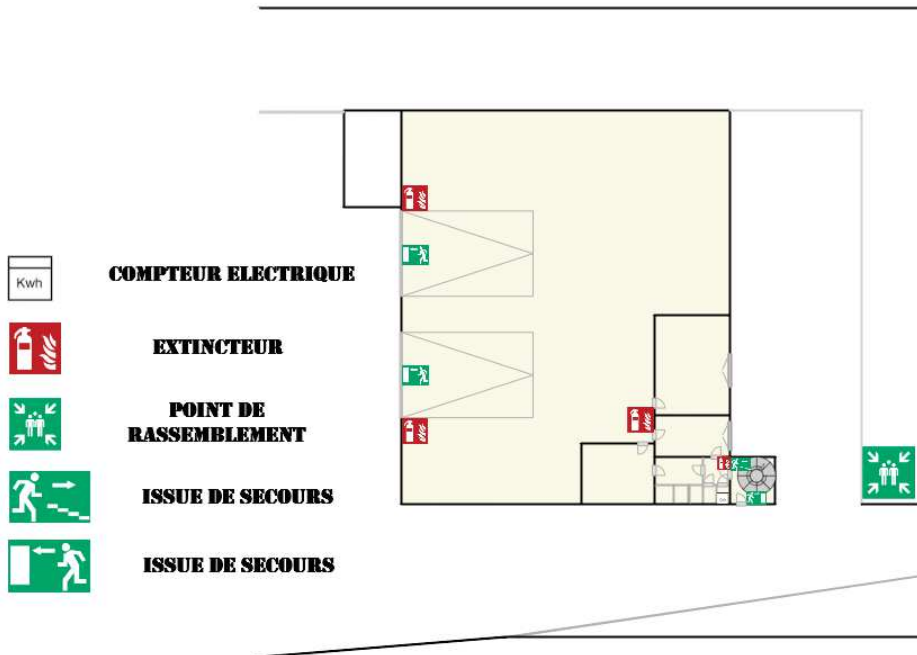 Kwh
COMPTEUR ELECTRIQUE
EXTINCTEUR
POINT DE
RASSEMBLEMENT
ISSUE DE SECOURS
ISSUE DE SECOURS